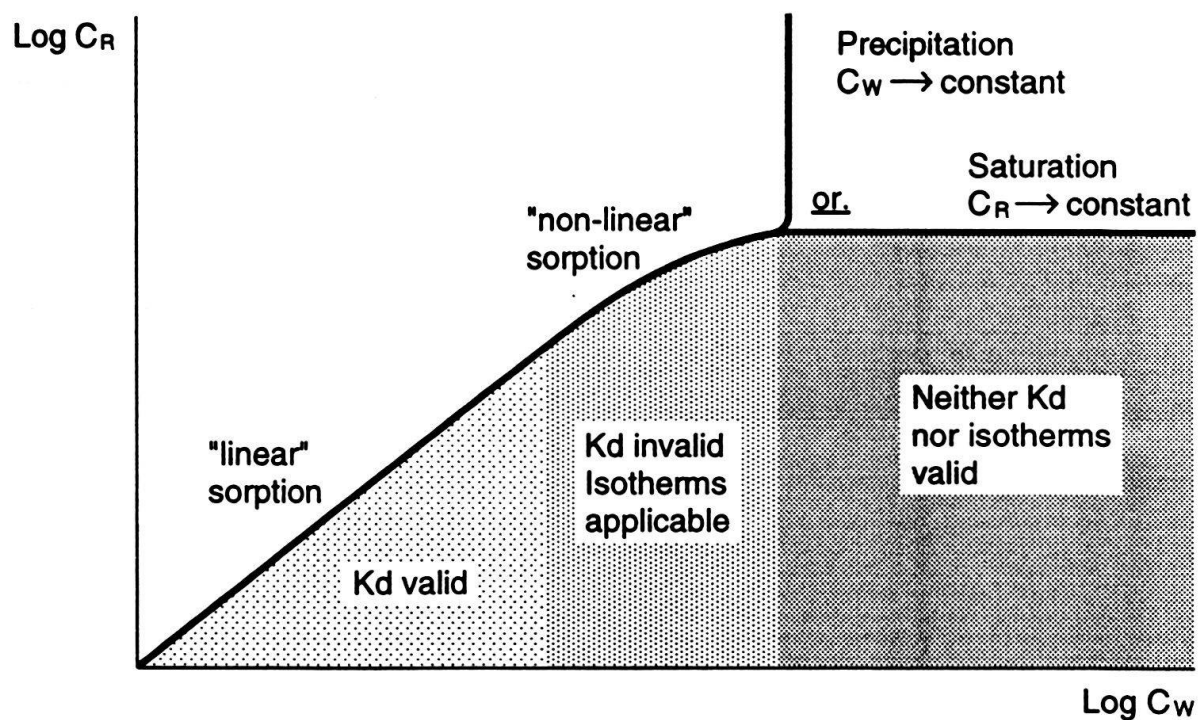 Log CR
Precipitation
CW → constant
Saturation
CR → constant
or.
"non-linear"
sorption
"linear"
sorption
Kd valid
Kd invalid
Isotherms
applicable
Neither Kd
nor isotherms
valid
Log CW